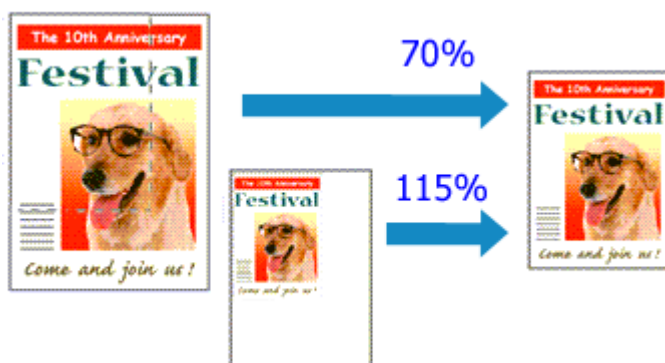 The 10th Anniversary
Festival
Come and join us!
70%
The 10th Anniversary
Festival
Come and join us!
115%
The 10th Anniversary
Festival
Come and join us!